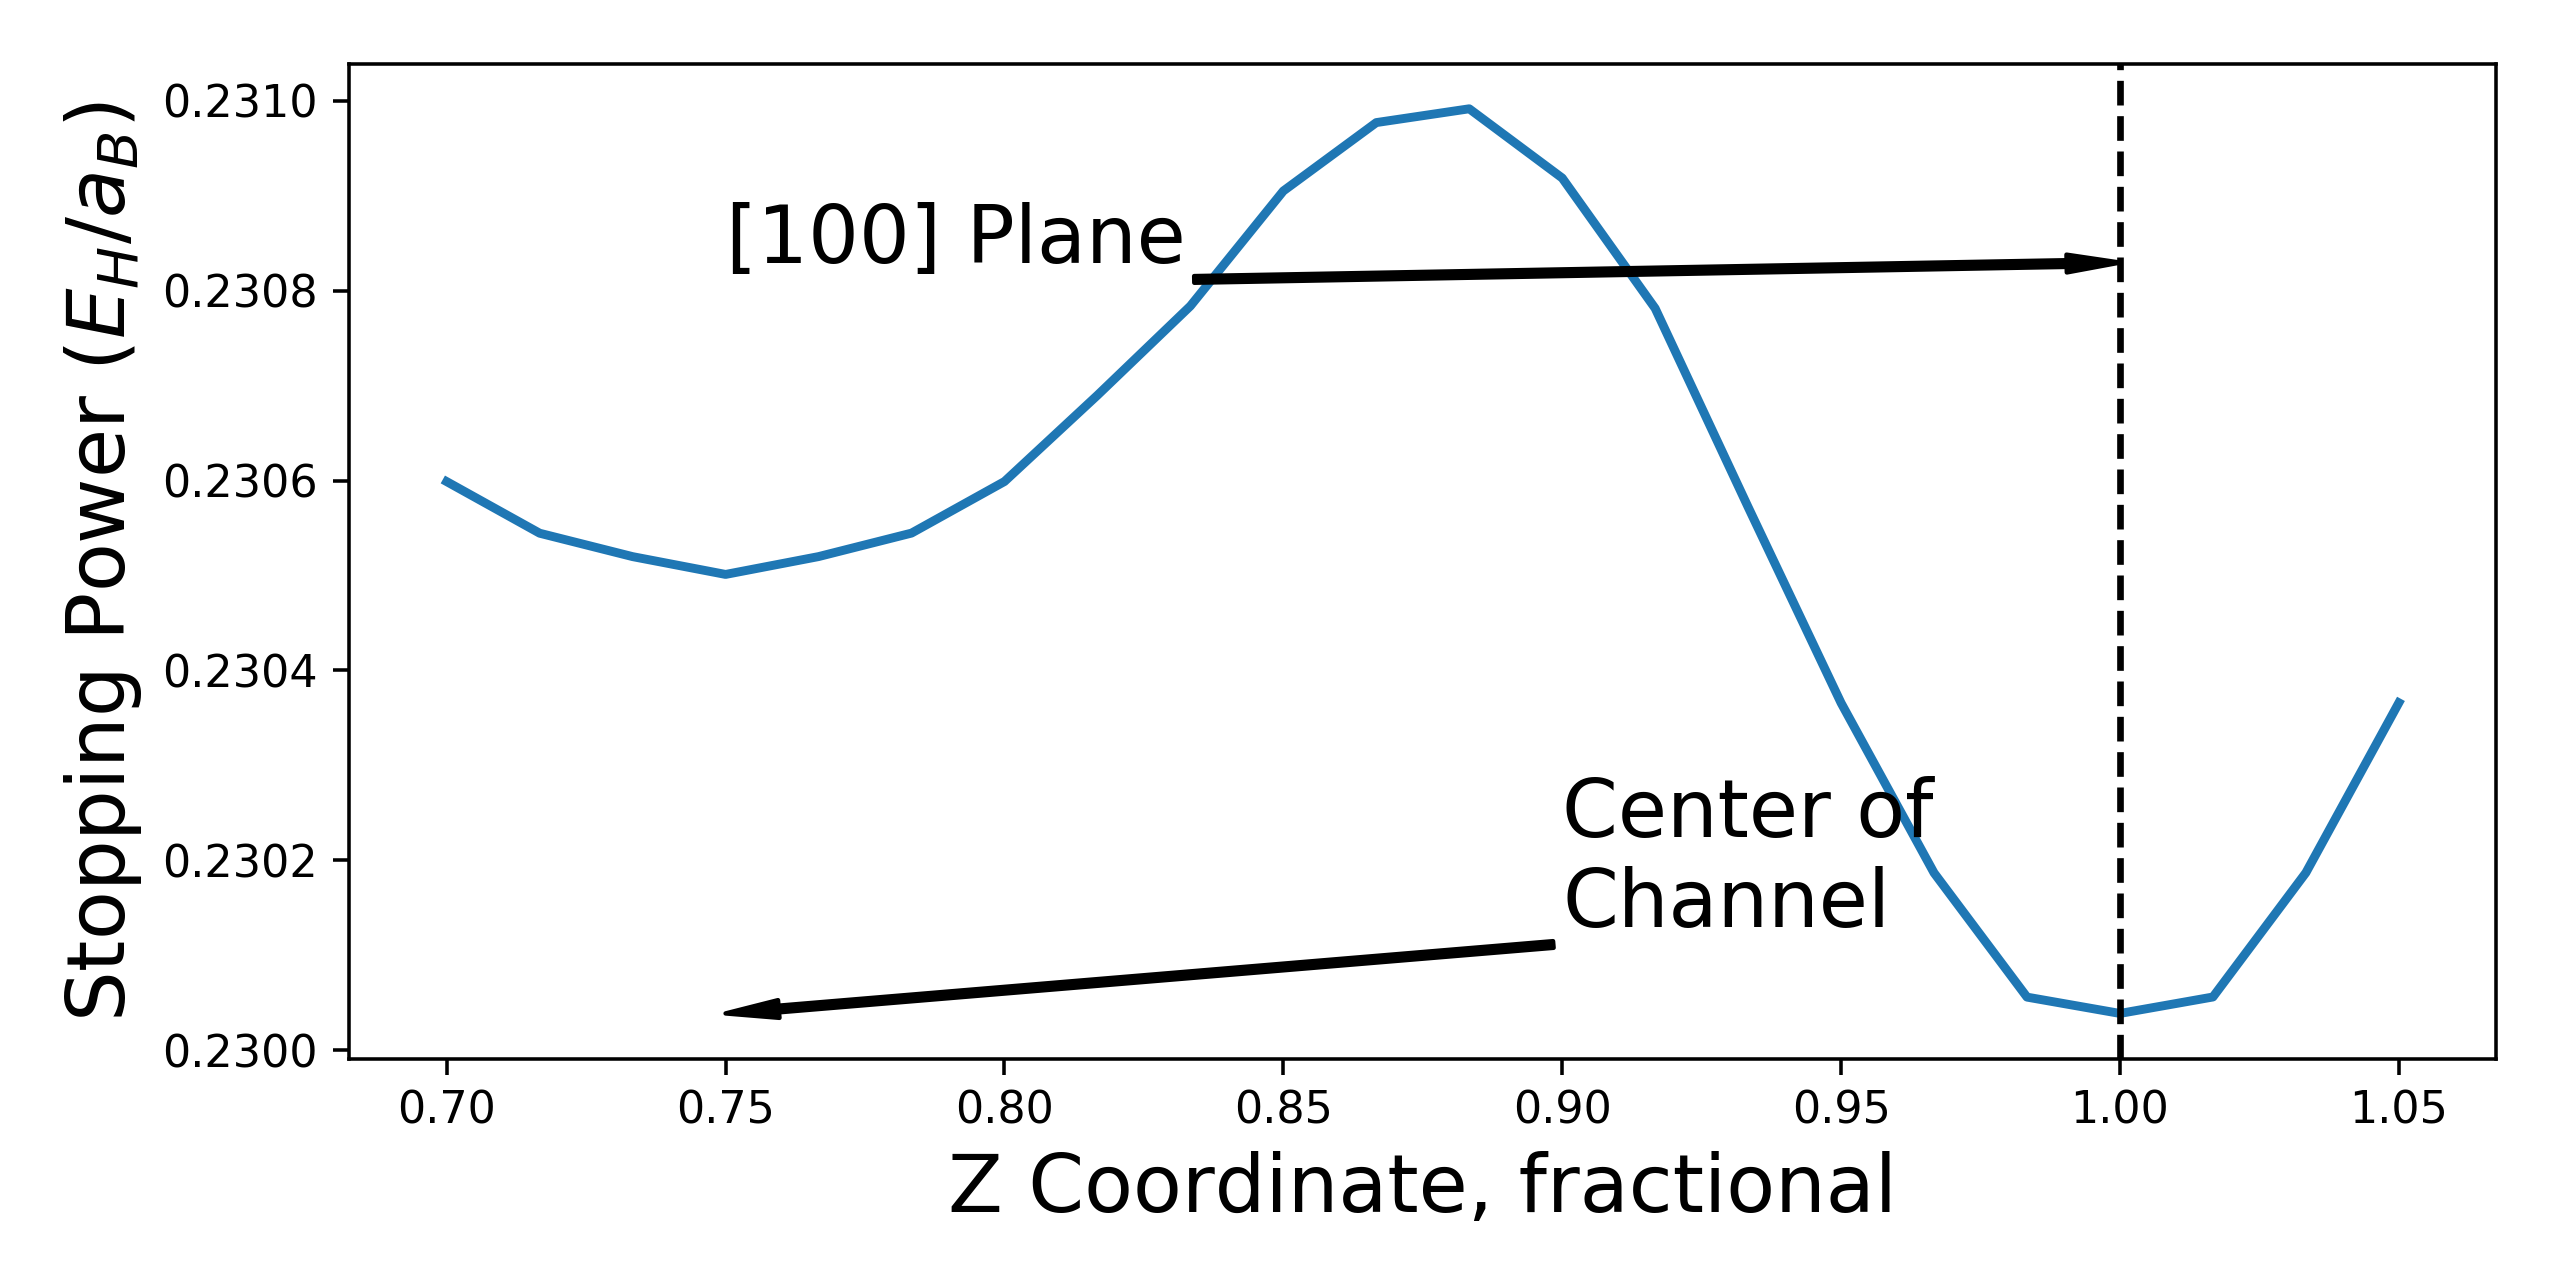 Stopping Power (E_H/a_B)
0.2310
0.2308
0.2306
0.2304
0.2302
0.2300
[100] Plane
Center of
Channel
0.70 0.75 0.80 0.85 0.90 0.95 1.00 1.05
Z Coordinate, fractional